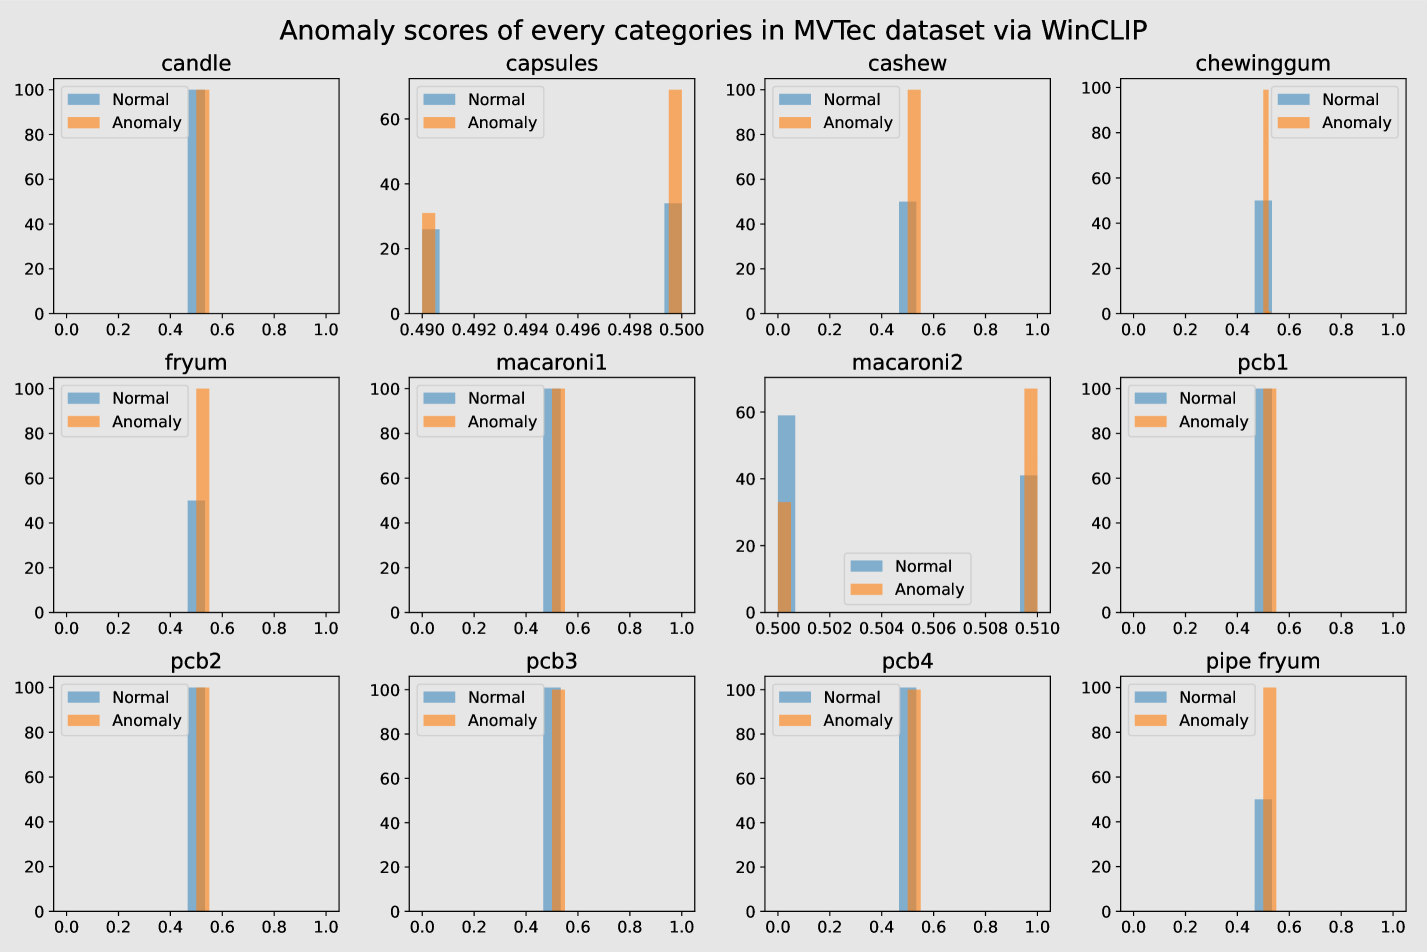 Anomaly scores of every categories in MVTec dataset via WinCLIP
candle
capsules
cashew
chewinggum
100
80
60
40
20
0
Normal
Anomaly
0.0 0.2 0.4 0.6 0.8 1.0
60
40
20
0
Normal
Anomaly
0.490 0.492 0.494 0.496 0.498 0.500
100
80
60
40
20
0
Normal
Anomaly
0.0 0.2 0.4 0.6 0.8 1.0
100
80
60
40
20
0
Normal
Anomaly
0.0 0.2 0.4 0.6 0.8 1.0
fryum
macaroni1
macaroni2
pcb1
100
80
60
40
20
0
Normal
Anomaly
0.0 0.2 0.4 0.6 0.8 1.0
100
80
60
40
20
0
Normal
Anomaly
0.0 0.2 0.4 0.6 0.8 1.0
60
40
20
0
Normal
Anomaly
0.500 0.502 0.504 0.506 0.508 0.510
100
80
60
40
20
0
Normal
Anomaly
0.0 0.2 0.4 0.6 0.8 1.0
pcb2
pcb3
pcb4
pipe fryum
100
80
60
40
20
0
Normal
Anomaly
0.0 0.2 0.4 0.6 0.8 1.0
100
80
60
40
20
0
Normal
Anomaly
0.0 0.2 0.4 0.6 0.8 1.0
100
80
60
40
20
0
Normal
Anomaly
0.0 0.2 0.4 0.6 0.8 1.0
100
80
60
40
20
0
Normal
Anomaly
0.0 0.2 0.4 0.6 0.8 1.0